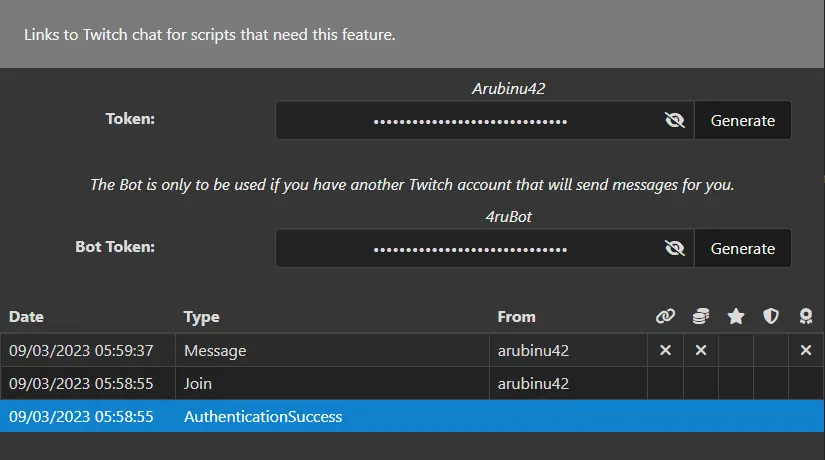 Links to Twitch chat for scripts that need this feature.
Arubinu42
Token: •••••••••••••••••••••••••••••• Generate
The Bot is only to be used if you have another Twitch account that will send messages for you.
4ruBot
Bot Token: •••••••••••••••••••••••••••••• Generate
Date Type From
09/03/2023 05:59:37 Message arubinu42 × × ×
09/03/2023 05:58:55 Join arubinu42
09/03/2023 05:58:55 AuthenticationSuccess